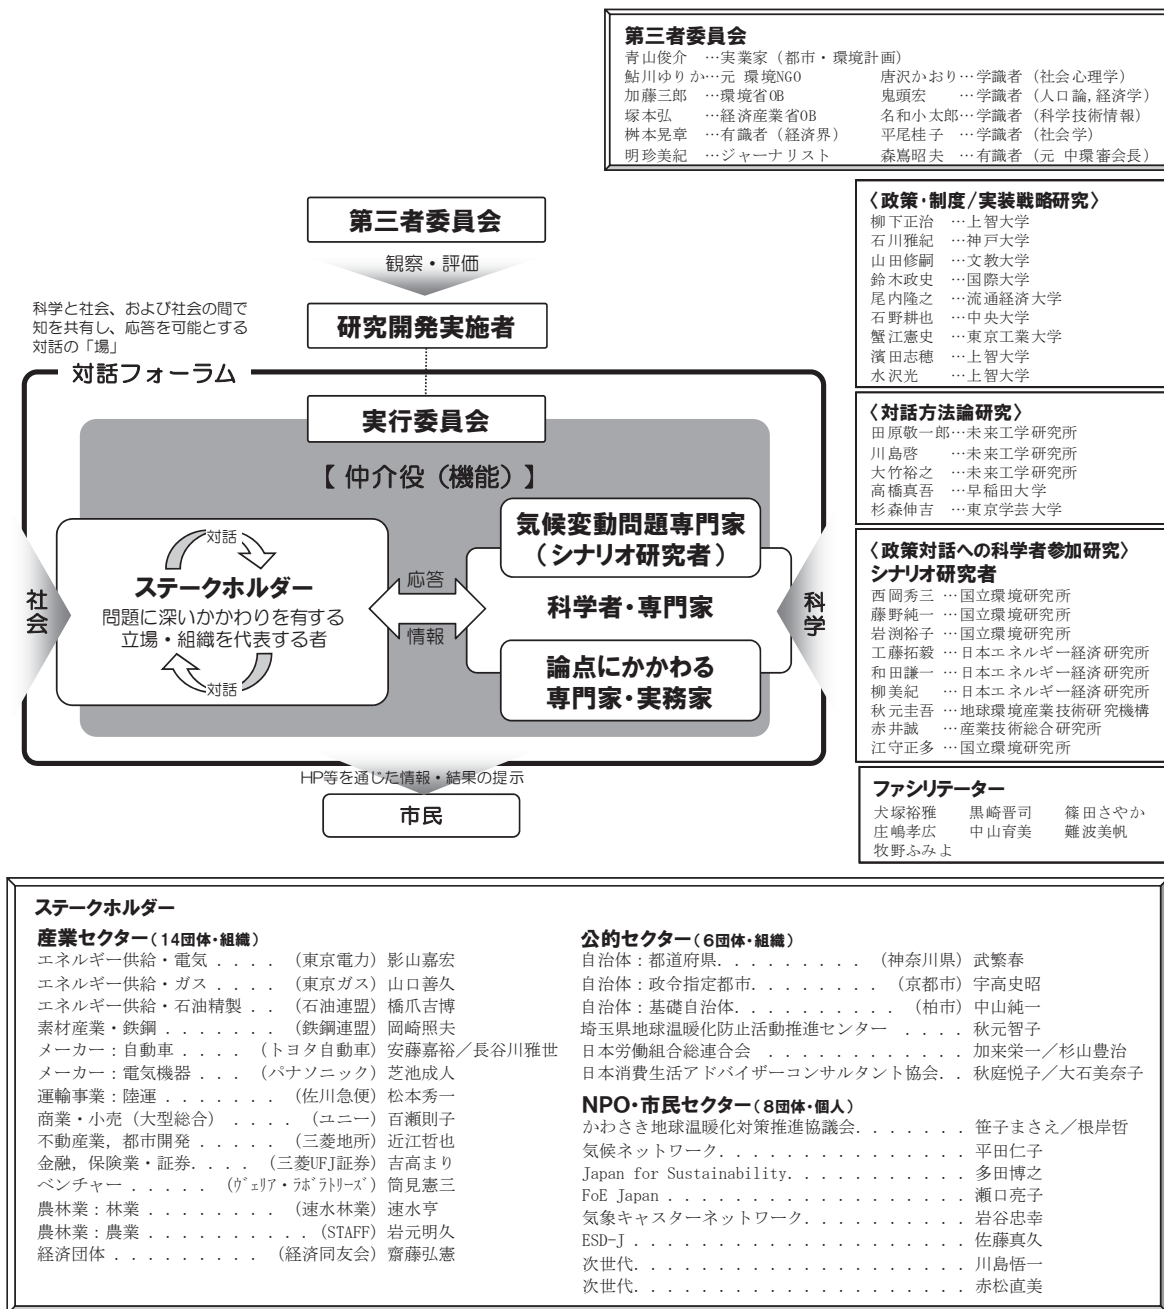 第三者委員会
青山俊介 …実業家（都市・環境計画）
鮎川ゆりか…元 環境NGO
加藤三郎 …環境省OB
塚本弘 …経済産業省OB
桝本晃章 …有識者（経済界）
明珍美紀 …ジャーナリスト
唐沢かおり…学識者（社会心理学）
鬼頭宏 …学識者（人口論,経済学）
名和小太郎…学識者（科学技術情報）
平尾桂子 …学識者（社会学）
森嶌昭夫 …有識者（元 中環審会長）
第三者委員会
観察・評価
研究開発実施者
科学と社会、および社会の間で
知を共有し、応答を可能とする
対話の「場」
対話フォーラム
実行委員会
【 仲介役（機能）】
社会
対話
ステークホルダー
問題に深いかかわりを有する
立場・組織を代表する者
対話
応答
情報
気候変動問題専門家
（シナリオ研究者）
科学者・専門家
論点にかかわる
専門家・実務家
科学
HP等を通じた情報・結果の提示
市民
〈政策・制度/実装戦略研究〉
柳下正治 …上智大学
石川雅紀 …神戸大学
山田修嗣 …文教大学
鈴木政史 …国際大学
尾内隆之 …流通経済大学
石野耕也 …中央大学
蟹江憲史 …東京工業大学
濱田志穂 …上智大学
水沢光 …上智大学
〈対話方法論研究〉
田原敬一郎…未来工学研究所
川島啓 …未来工学研究所
大竹裕之 …未来工学研究所
高橋真吾 …早稲田大学
杉森伸吉 …東京学芸大学
〈政策対話への科学者参加研究〉
シナリオ研究者
西岡秀三 …国立環境研究所
藤野純一 …国立環境研究所
岩渕裕子 …国立環境研究所
工藤拓毅 …日本エネルギー経済研究所
和田謙一 …日本エネルギー経済研究所
柳美紀 …日本エネルギー経済研究所
秋元圭吾 …地球環境産業技術研究機構
赤井誠 …産業技術総合研究所
江守正多 …国立環境研究所
ファシリテーター
犬塚裕雅 黒崎晋司 篠田さやか
庄嶋孝広 中山育美 難波美帆
牧野ふみよ
ステークホルダー
産業セクター（14団体・組織）
エネルギー供給・電気 . . . . （東京電力）影山嘉宏
エネルギー供給・ガス . . . . （東京ガス）山口善久
エネルギー供給・石油精製 . . （石油連盟）橋爪吉博
素材産業・鉄鋼 . . . . . . . （鉄鋼連盟）岡崎照夫
メーカー：自動車 . . . . （トヨタ自動車）安藤嘉裕／長谷川雅世
メーカー：電気機器 . . . （パナソニック）芝池成人
運輸事業：陸運 . . . . . . . （佐川急便）松本秀一
商業・小売（大型総合） . . . . （ユニー）百瀬則子
不動産業，都市開発 . . . . . （三菱地所）近江哲也
金融，保険業・証券. . . . （三菱UFJ証券）吉高まり
ベンチャー . . . . . （ヴェリア・ラボラトリーズ）筒見憲三
農林業：林業 . . . . . . . . （速水林業）速水亨
農林業：農業 . . . . . . . . . . （STAFF）岩元明久
経済団体 . . . . . . . . . （経済同友会）齋藤弘憲
公的セクター（6団体・組織）
自治体：都道府県. . . . . . . . . （神奈川県）武繁春
自治体：政令指定都市. . . . . . . . （京都市）宇高史昭
自治体：基礎自治体. . . . . . . . . . （柏市）中山純一
埼玉県地球温暖化防止活動推進センター . . . . 秋元智子
日本労働組合総連合会 . . . . . . . . . . . . 加来栄一／杉山豊治
日本消費生活アドバイザーコンサルタント協会. . 秋庭悦子／大石美奈子
NPO・市民セクター（8団体・個人）
かわさき地球温暖化対策推進協議会. . . . . . . 笹子まさえ／根岸哲
気候ネットワーク. . . . . . . . . . . . . . . 平田仁子
Japan for Sustainability. . . . . . . . . . . 多田博之
FoE Japan . . . . . . . . . . . . . . . . . . 瀬口亮子
気象キャスターネットワーク. . . . . . . . . . 岩谷忠幸
ESD-J . . . . . . . . . . . . . . . . . . . . 佐藤真久
次世代. . . . . . . . . . . . . . . . . . . . 川島悟一
次世代. . . . . . . . . . . . . . . . . . . . 赤松直美